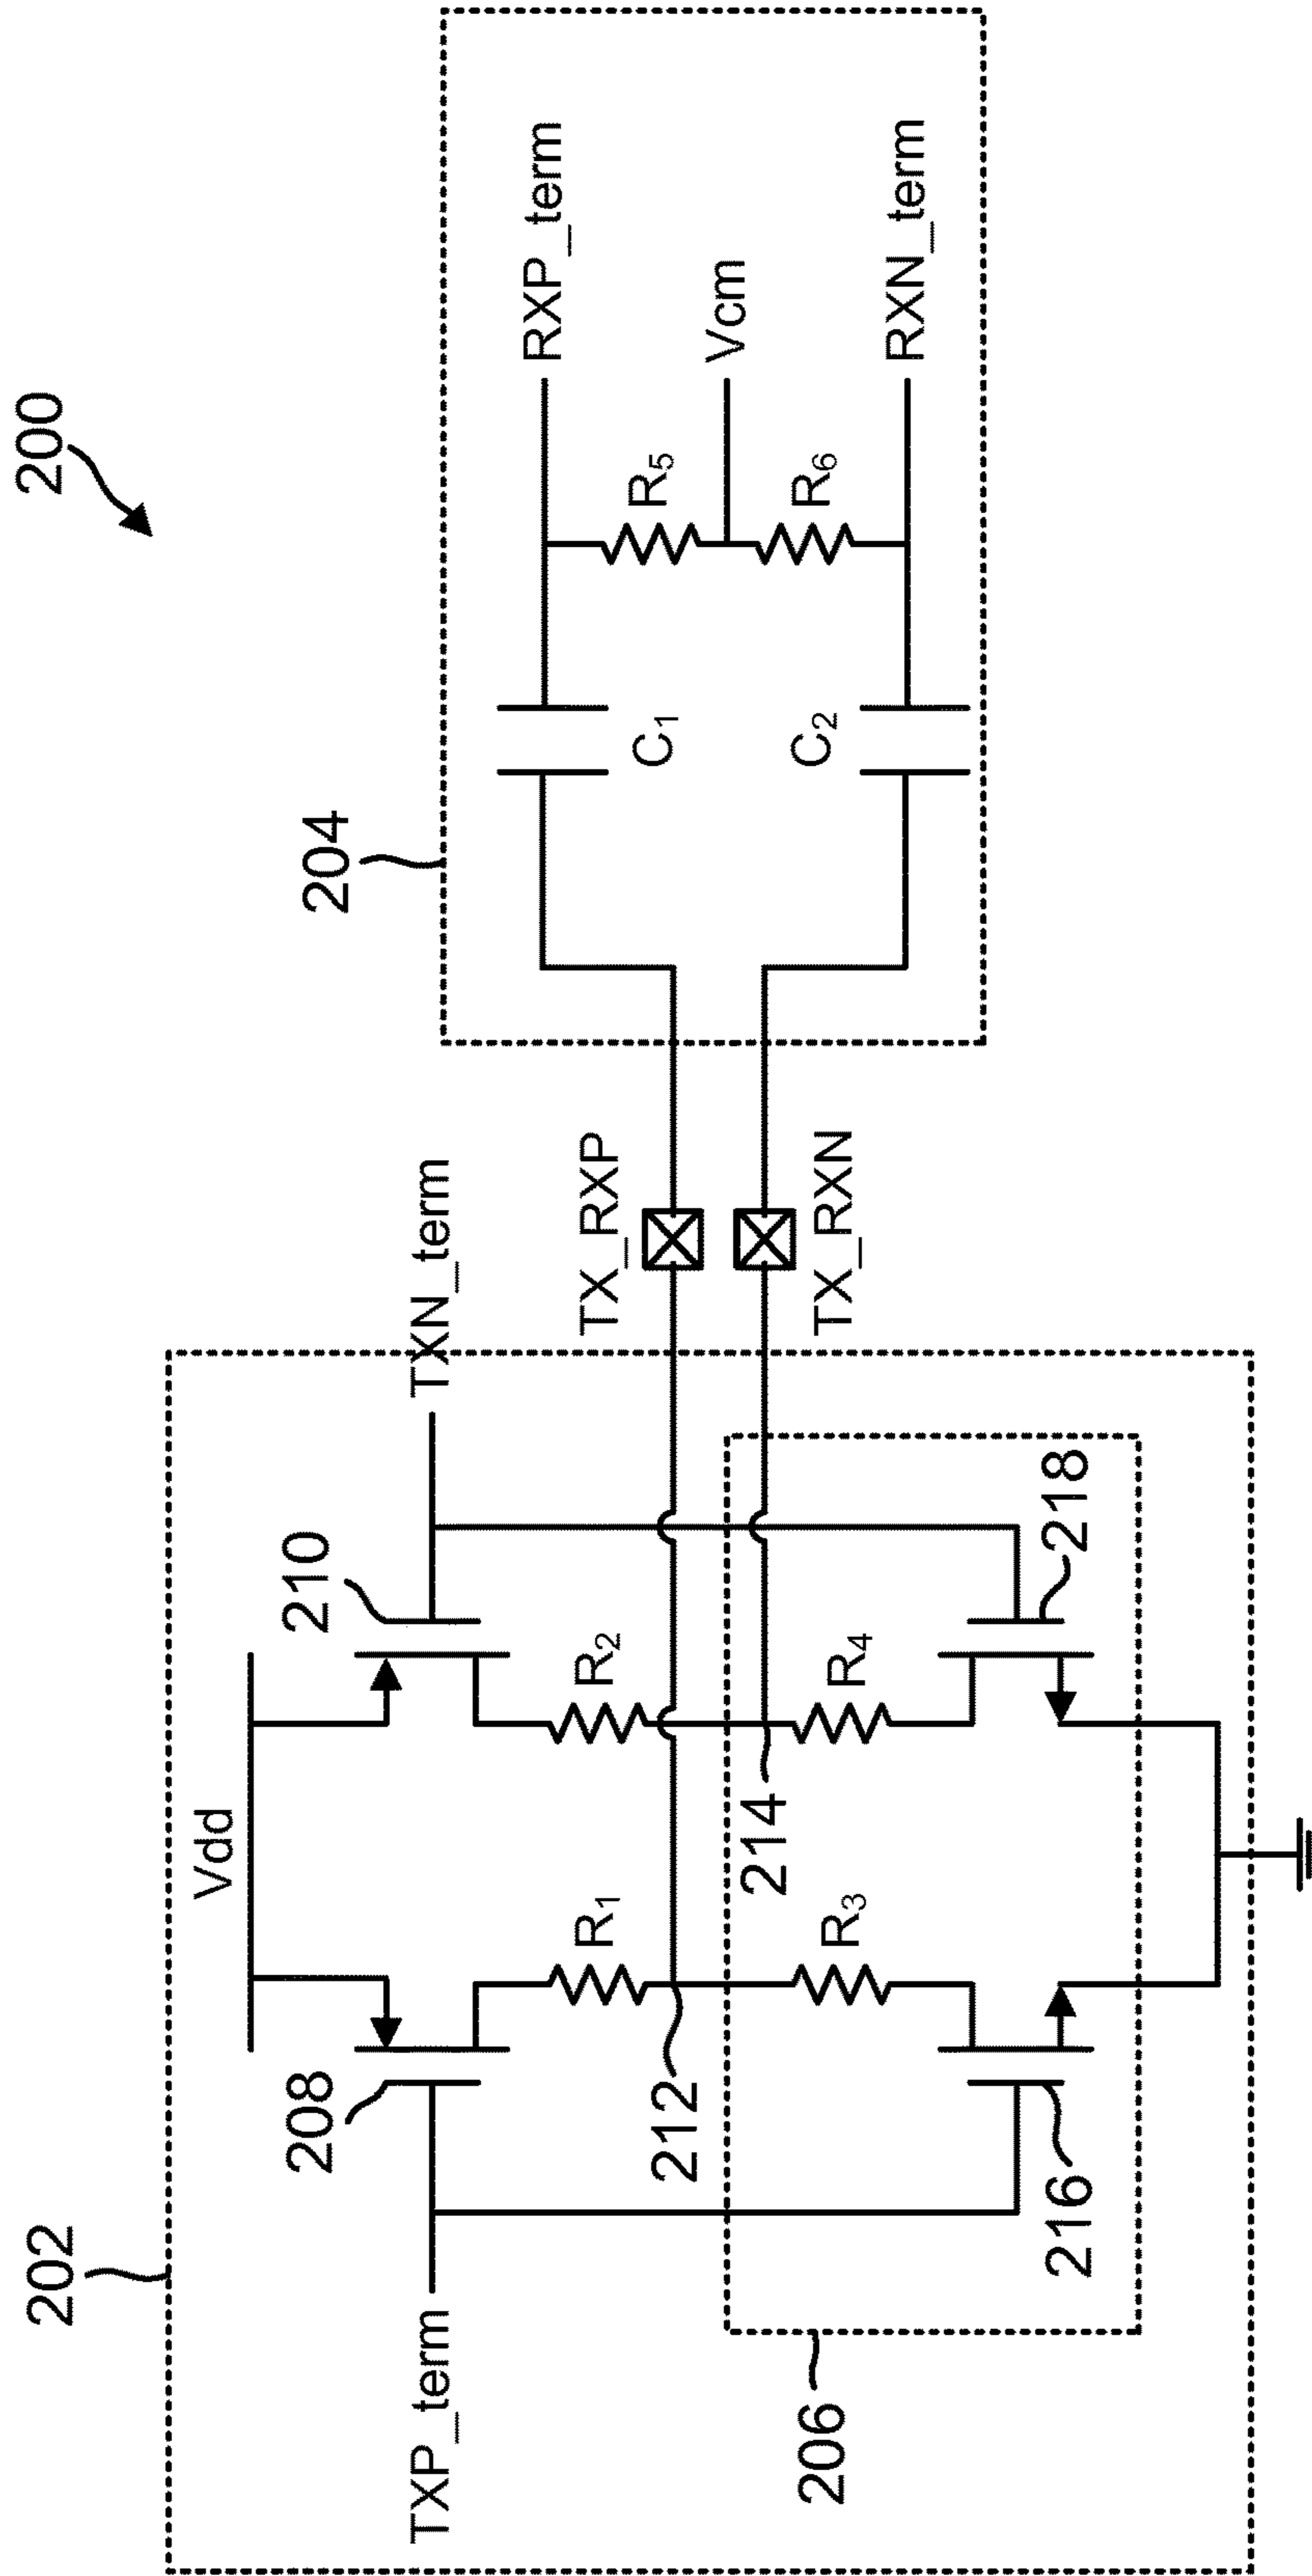 200
202
204
Vdd
208
210
TXP_term
TXN_term
R₁
R₂
212
214
TX_RXP
TX_RXN
R₃
R₄
206
216
218
C₁
C₂
R₅
R₆
RXP_term
Vcm
RXN_term